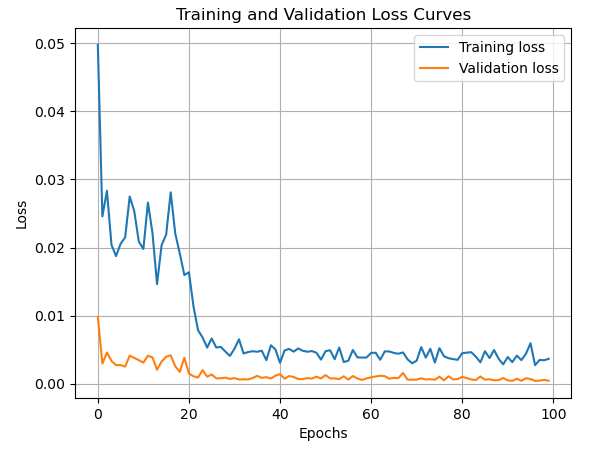 Training and Validation Loss Curves
Training loss
Validation loss
0.05
0.04
0.03
0.02
0.01
0.00
Loss
0 20 40 60 80 100
Epochs